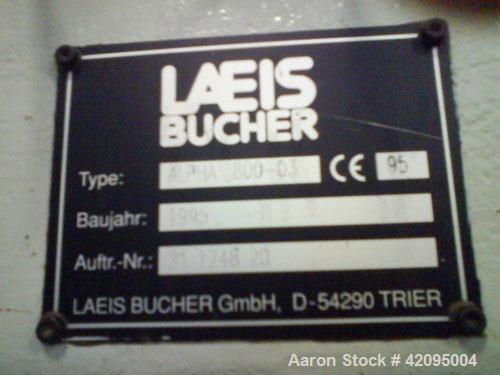 LAEIS
BUCHER
Type: ALPHA 800-03 CE 95
Baujahr: 1995
Auftr.-Nr.: 21 1748 20
LAEIS BUCHER GmbH, D-54290 TRIER
Aaron Stock # 42095004